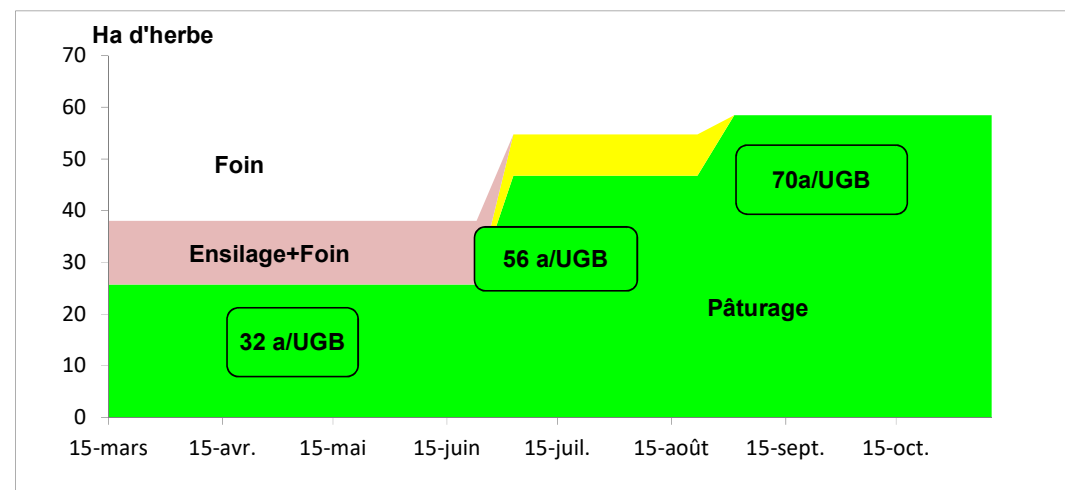 Ha d'herbe
70
60
50
40
30
20
10
0
Foin
Ensilage+Foin
32 a/UGB
56 a/UGB
70a/UGB
Pâturage
15-mars
15-avr.
15-mai
15-juin
15-juil.
15-août
15-sept.
15-oct.